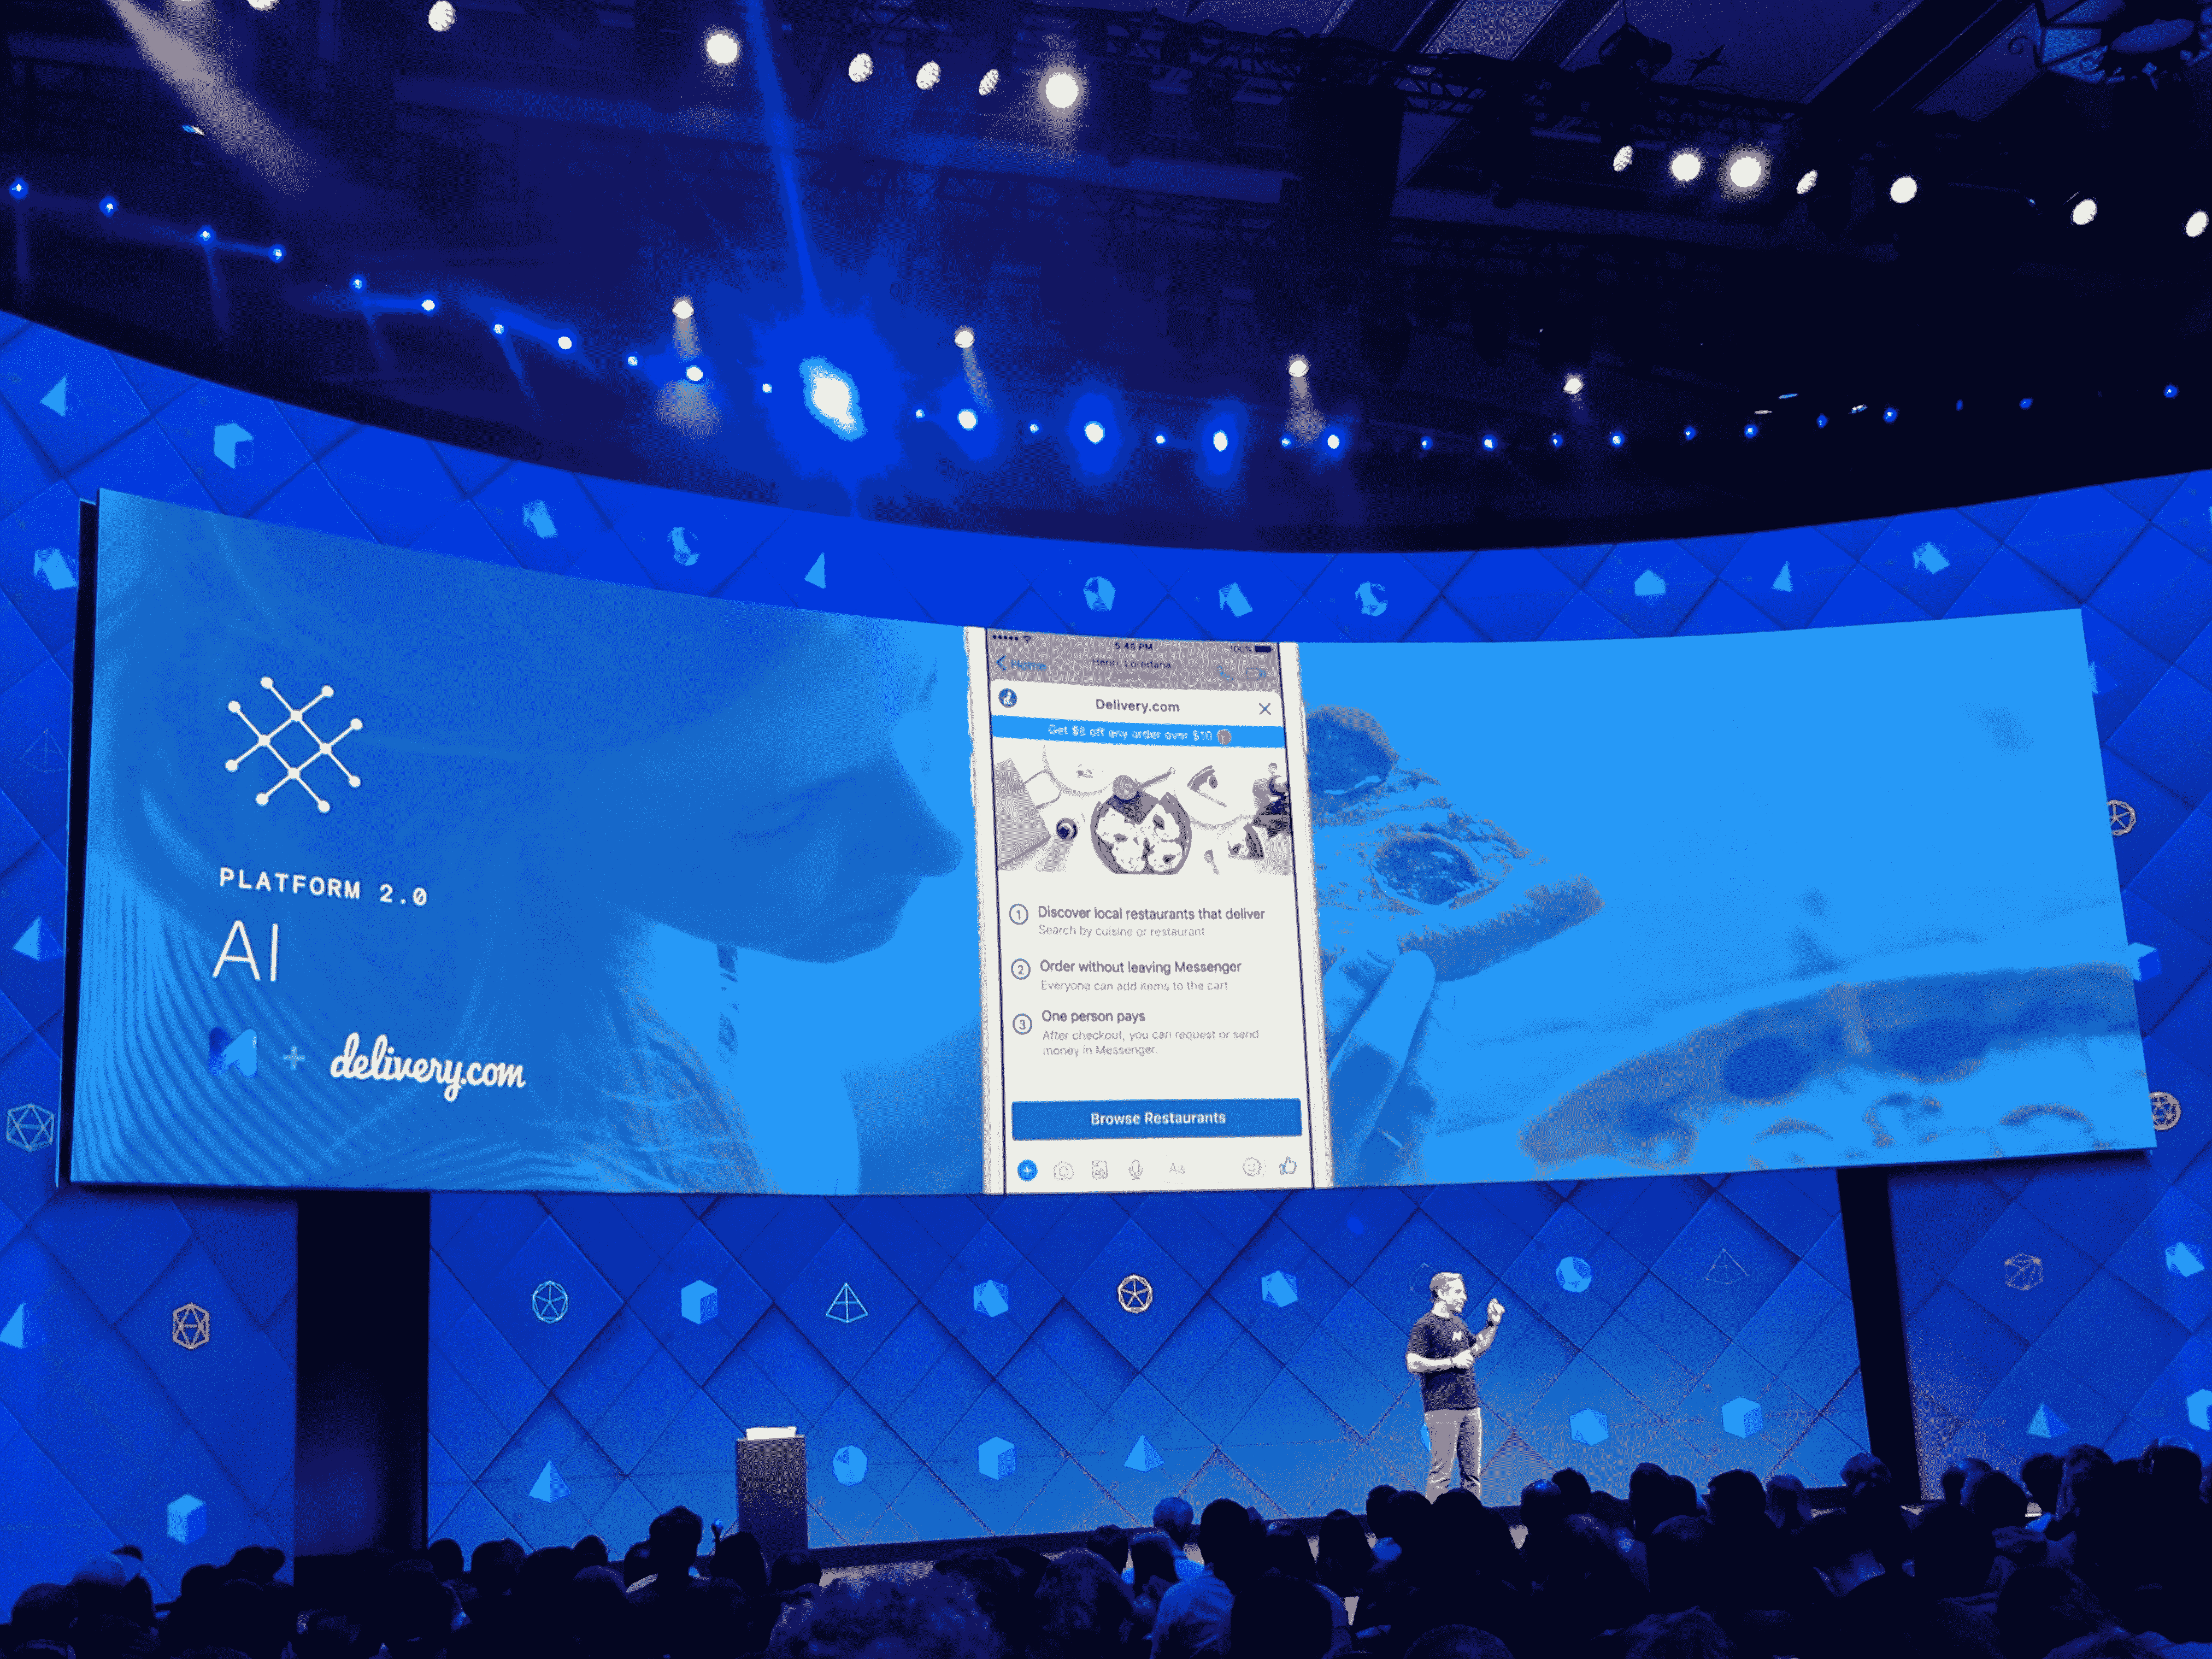 PLATFORM 2.0
AI
+ delivery.com
5:45 PM
100%
Home
Henri, Loredana
Delivery.com
Get $5 off any order over $10
1 Discover local restaurants that deliver
Search by cuisine or restaurant
2 Order without leaving Messenger
Everyone can add items to the cart
3 One person pays
After checkout, you can request or send
money in Messenger.
Browse Restaurants
Aa